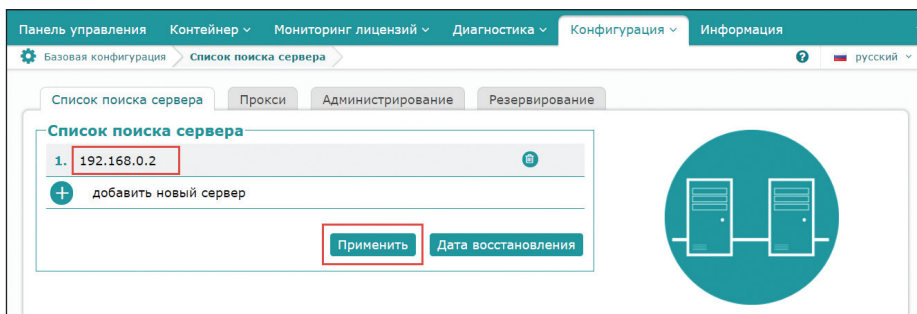 Панель управления Контейнер Мониторинг лицензий Диагностика Конфигурация Информация
Базовая конфигурация Список поиска сервера ? русский
Список поиска сервера Прокси Администрирование Резервирование
Список поиска сервера
1. 192.168.0.2
+ добавить новый сервер
Применить Дата восстановления